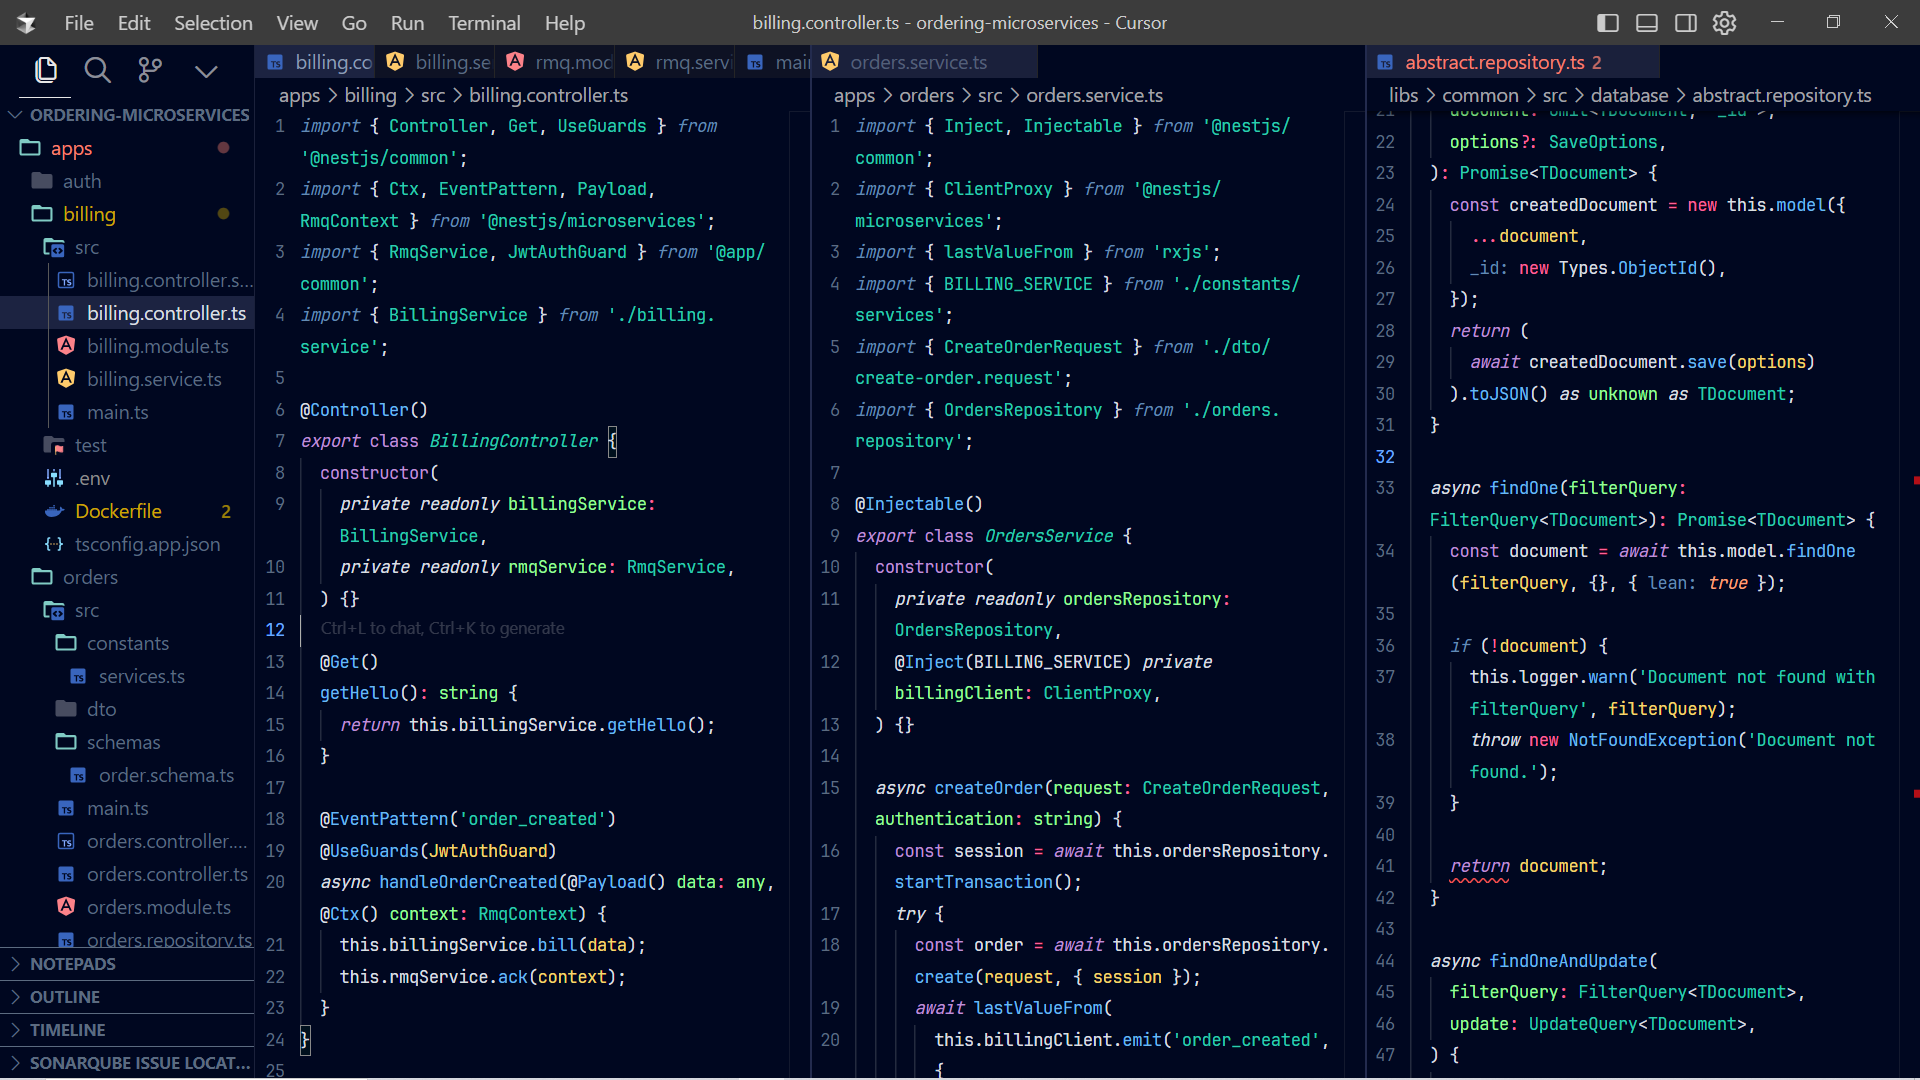 File Edit Selection View Go Run Terminal Help
billing.controller.ts - ordering-microservices - Cursor
ORDERING-MICROSERVICES
apps
auth
billing
src
billing.controller.s...
billing.controller.ts
billing.module.ts
billing.service.ts
main.ts
test
.env
Dockerfile 2
tsconfig.app.json
orders
src
constants
services.ts
dto
schemas
order.schema.ts
main.ts
orders.controller....
orders.controller.ts
orders.module.ts
orders.repository.ts
NOTEPADS
OUTLINE
TIMELINE
SONARQUBE ISSUE LOCAT...
billing.co billing.se rmq.mod rmq.servi main
apps > billing > src > billing.controller.ts
1 import { Controller, Get, UseGuards } from
'@nestjs/common';
2 import { Ctx, EventPattern, Payload,
RmqContext } from '@nestjs/microservices';
3 import { RmqService, JwtAuthGuard } from '@app/
common';
4 import { BillingService } from './billing.
service';
5
6 @Controller()
7 export class BillingController {
8 constructor(
9 private readonly billingService:
BillingService,
10 private readonly rmqService: RmqService,
11 ) {}
12 Ctrl+L to chat, Ctrl+K to generate
13 @Get()
14 getHello(): string {
15 return this.billingService.getHello();
16 }
17
18 @EventPattern('order_created')
19 @UseGuards(JwtAuthGuard)
20 async handleOrderCreated(@Payload() data: any,
@Ctx() context: RmqContext) {
21 this.billingService.bill(data);
22 this.rmqService.ack(context);
23 }
24 }
25
orders.service.ts
apps > orders > src > orders.service.ts
1 import { Inject, Injectable } from '@nestjs/
common';
2 import { ClientProxy } from '@nestjs/
microservices';
3 import { lastValueFrom } from 'rxjs';
4 import { BILLING_SERVICE } from './constants/
services';
5 import { CreateOrderRequest } from './dto/
create-order.request';
6 import { OrdersRepository } from './orders.
repository';
7
8 @Injectable()
9 export class OrdersService {
10 constructor(
11 private readonly ordersRepository:
OrdersRepository,
12 @Inject(BILLING_SERVICE) private
billingClient: ClientProxy,
13 ) {}
14
15 async createOrder(request: CreateOrderRequest,
authentication: string) {
16 const session = await this.ordersRepository.
startTransaction();
17 try {
18 const order = await this.ordersRepository.
create(request, { session });
19 await lastValueFrom(
20 this.billingClient.emit('order_created',
{
abstract.repository.ts 2
libs > common > src > database > abstract.repository.ts
21 document: Omit<TDocument, '_id'>,
22 options?: SaveOptions,
23 ): Promise<TDocument> {
24 const createdDocument = new this.model({
25 ...document,
26 _id: new Types.ObjectId(),
27 });
28 return (
29 await createdDocument.save(options)
30 ).toJSON() as unknown as TDocument;
31 }
32
33 async findOne(filterQuery:
FilterQuery<TDocument>): Promise<TDocument> {
34 const document = await this.model.findOne
(filterQuery, {}, { lean: true });
35
36 if (!document) {
37 this.logger.warn('Document not found with
filterQuery', filterQuery);
38 throw new NotFoundException('Document not
found.');
39 }
40
41 return document;
42 }
43
44 async findOneAndUpdate(
45 filterQuery: FilterQuery<TDocument>,
46 update: UpdateQuery<TDocument>,
47 ) {